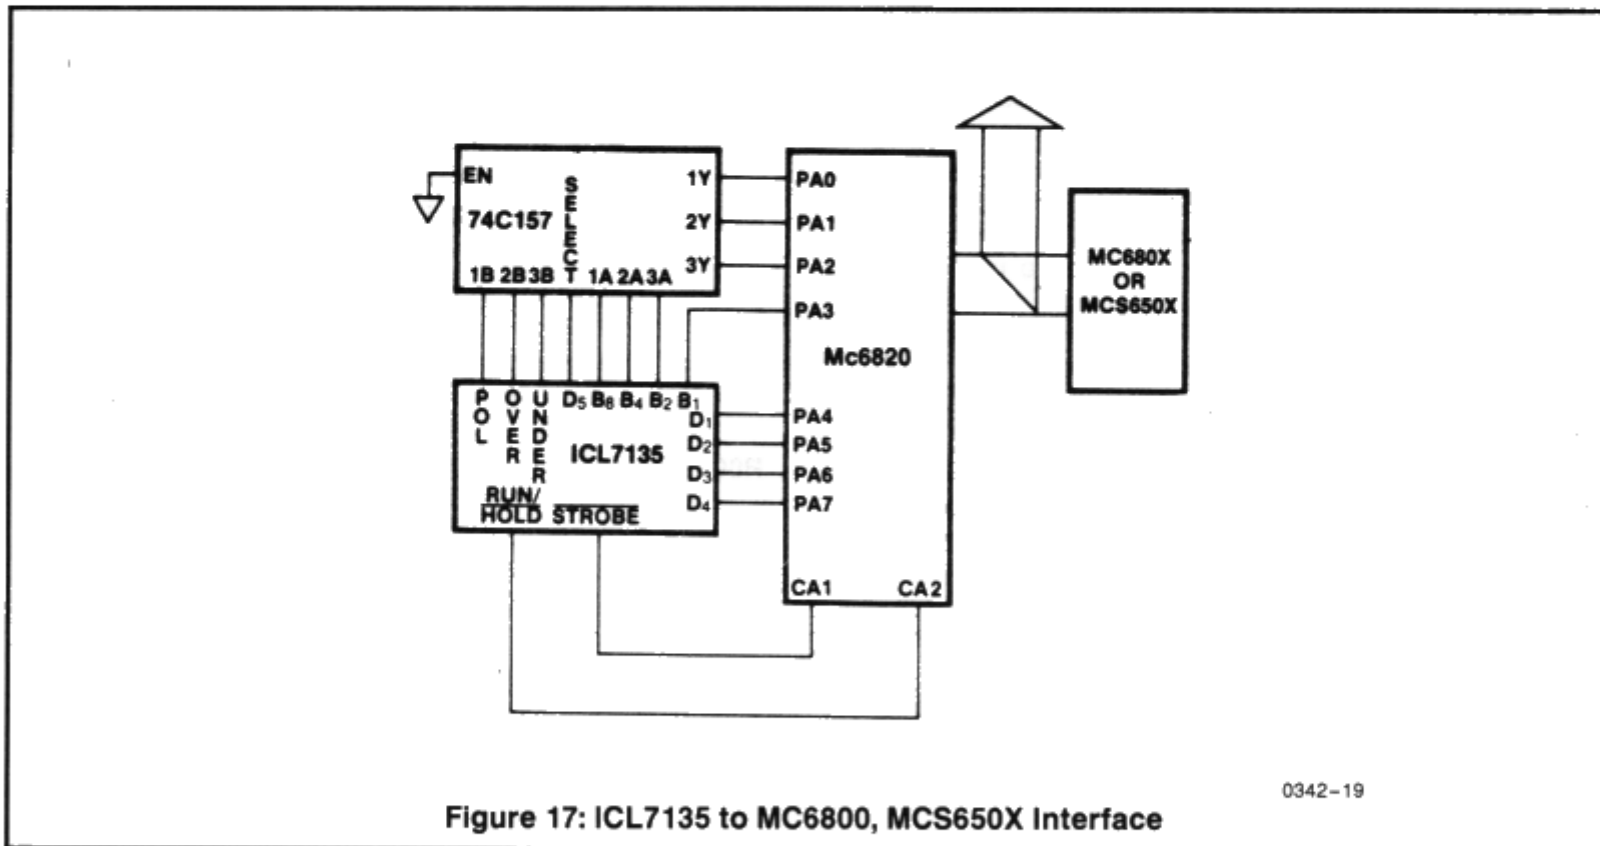 EN
SELECT
1Y
PA0
74C157
2Y
PA1
3Y
PA2
1B 2B 3B 1A 2A 3A
PA3
MC680X
OR
MCS650X
Mc6820
POL
OVER
UNDER
D5 B8 B4 B2 B1
D1
PA4
D2
PA5
ICL7135
D3
PA6
D4
PA7
RUN/
HOLD STROBE
CA1 CA2
0342-19
Figure 17: ICL7135 to MC6800, MCS650X Interface